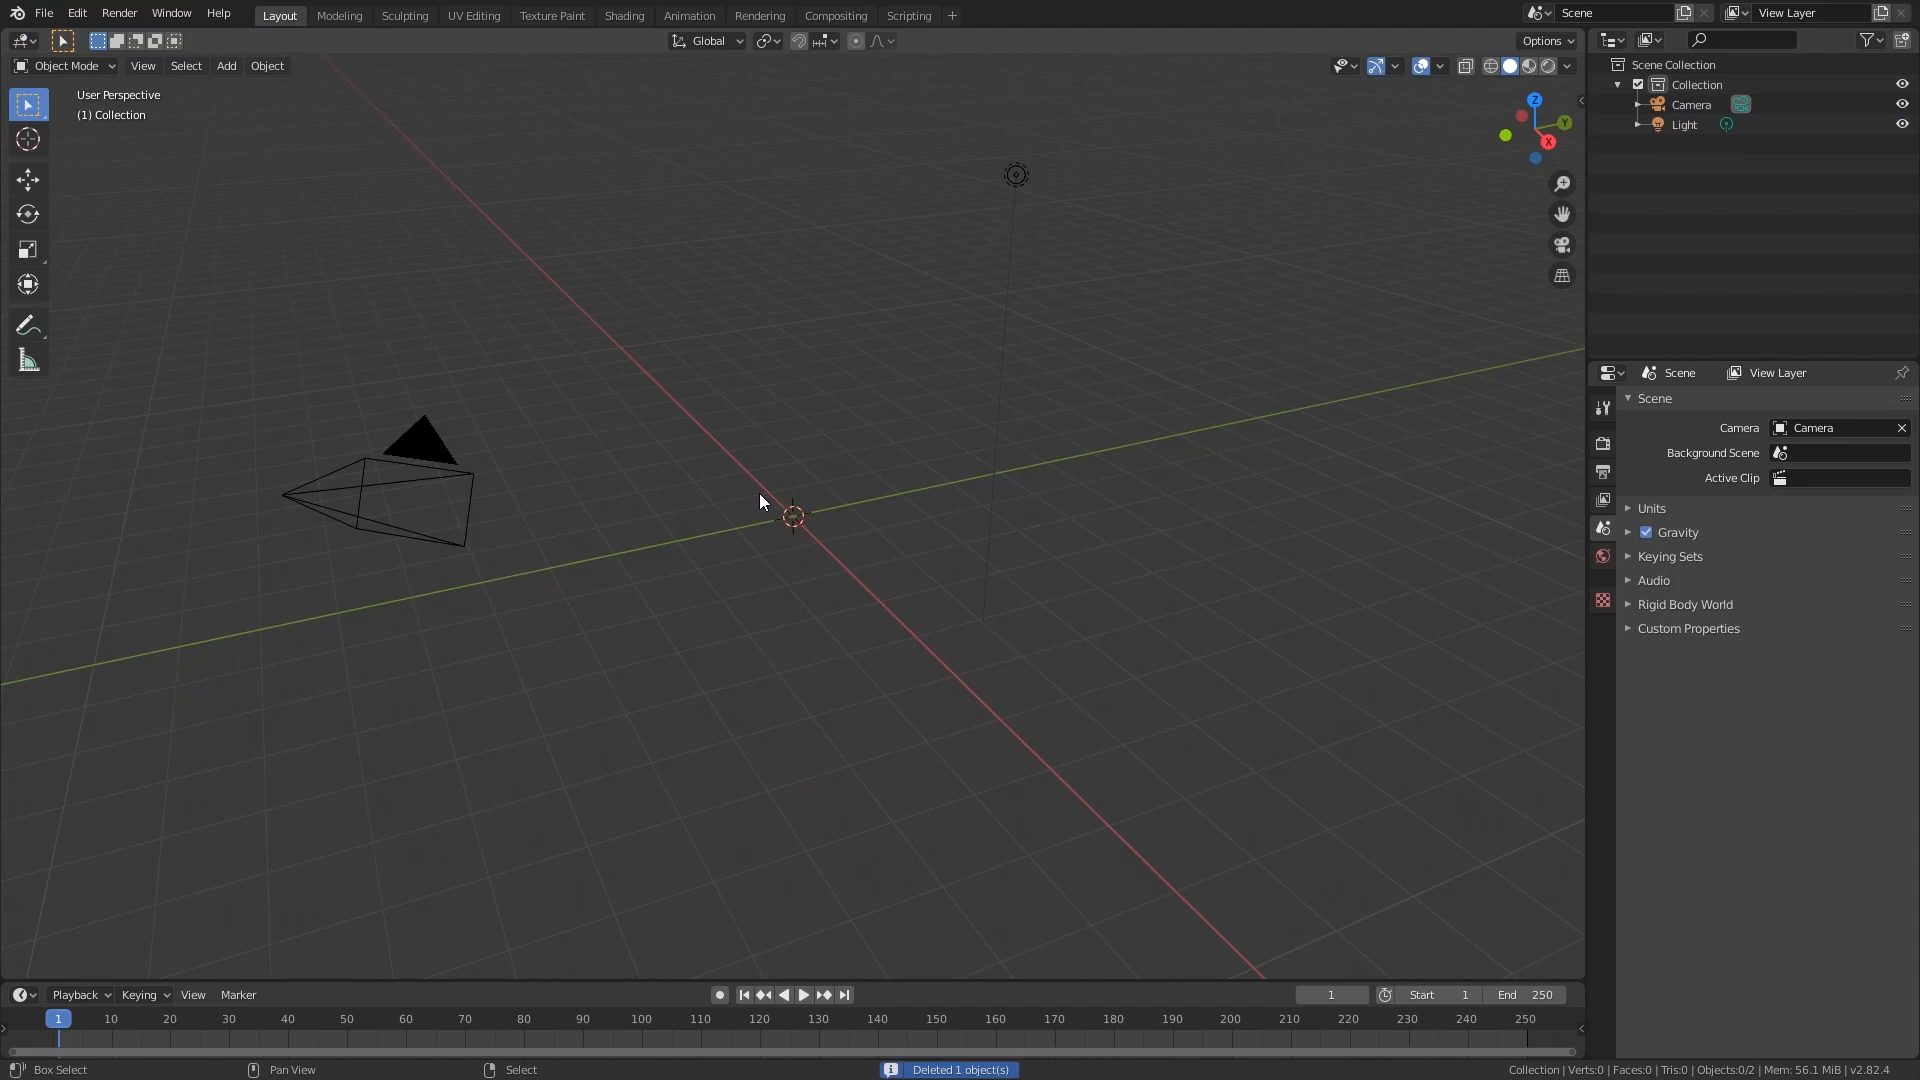 File Edit Render Window Help Layout Modeling Sculpting UV Editing Texture Paint Shading Animation Rendering Compositing Scripting + Scene View Layer
Global Options
Object Mode View Select Add Object
User Perspective
(1) Collection
Z
Y
X
Scene Collection
Collection
Camera
Light
Scene View Layer
Scene
Camera Camera
Background Scene
Active Clip
Units
Gravity
Keying Sets
Audio
Rigid Body World
Custom Properties
Playback Keying View Marker 1 Start 1 End 250
1 10 20 30 40 50 60 70 80 90 100 110 120 130 140 150 160 170 180 190 200 210 220 230 240 250
Box Select Pan View Select Deleted 1 object(s) Collection | Verts:0 | Faces:0 | Tris:0 | Objects:0/2 | Mem: 56.1 MiB | v2.82.4